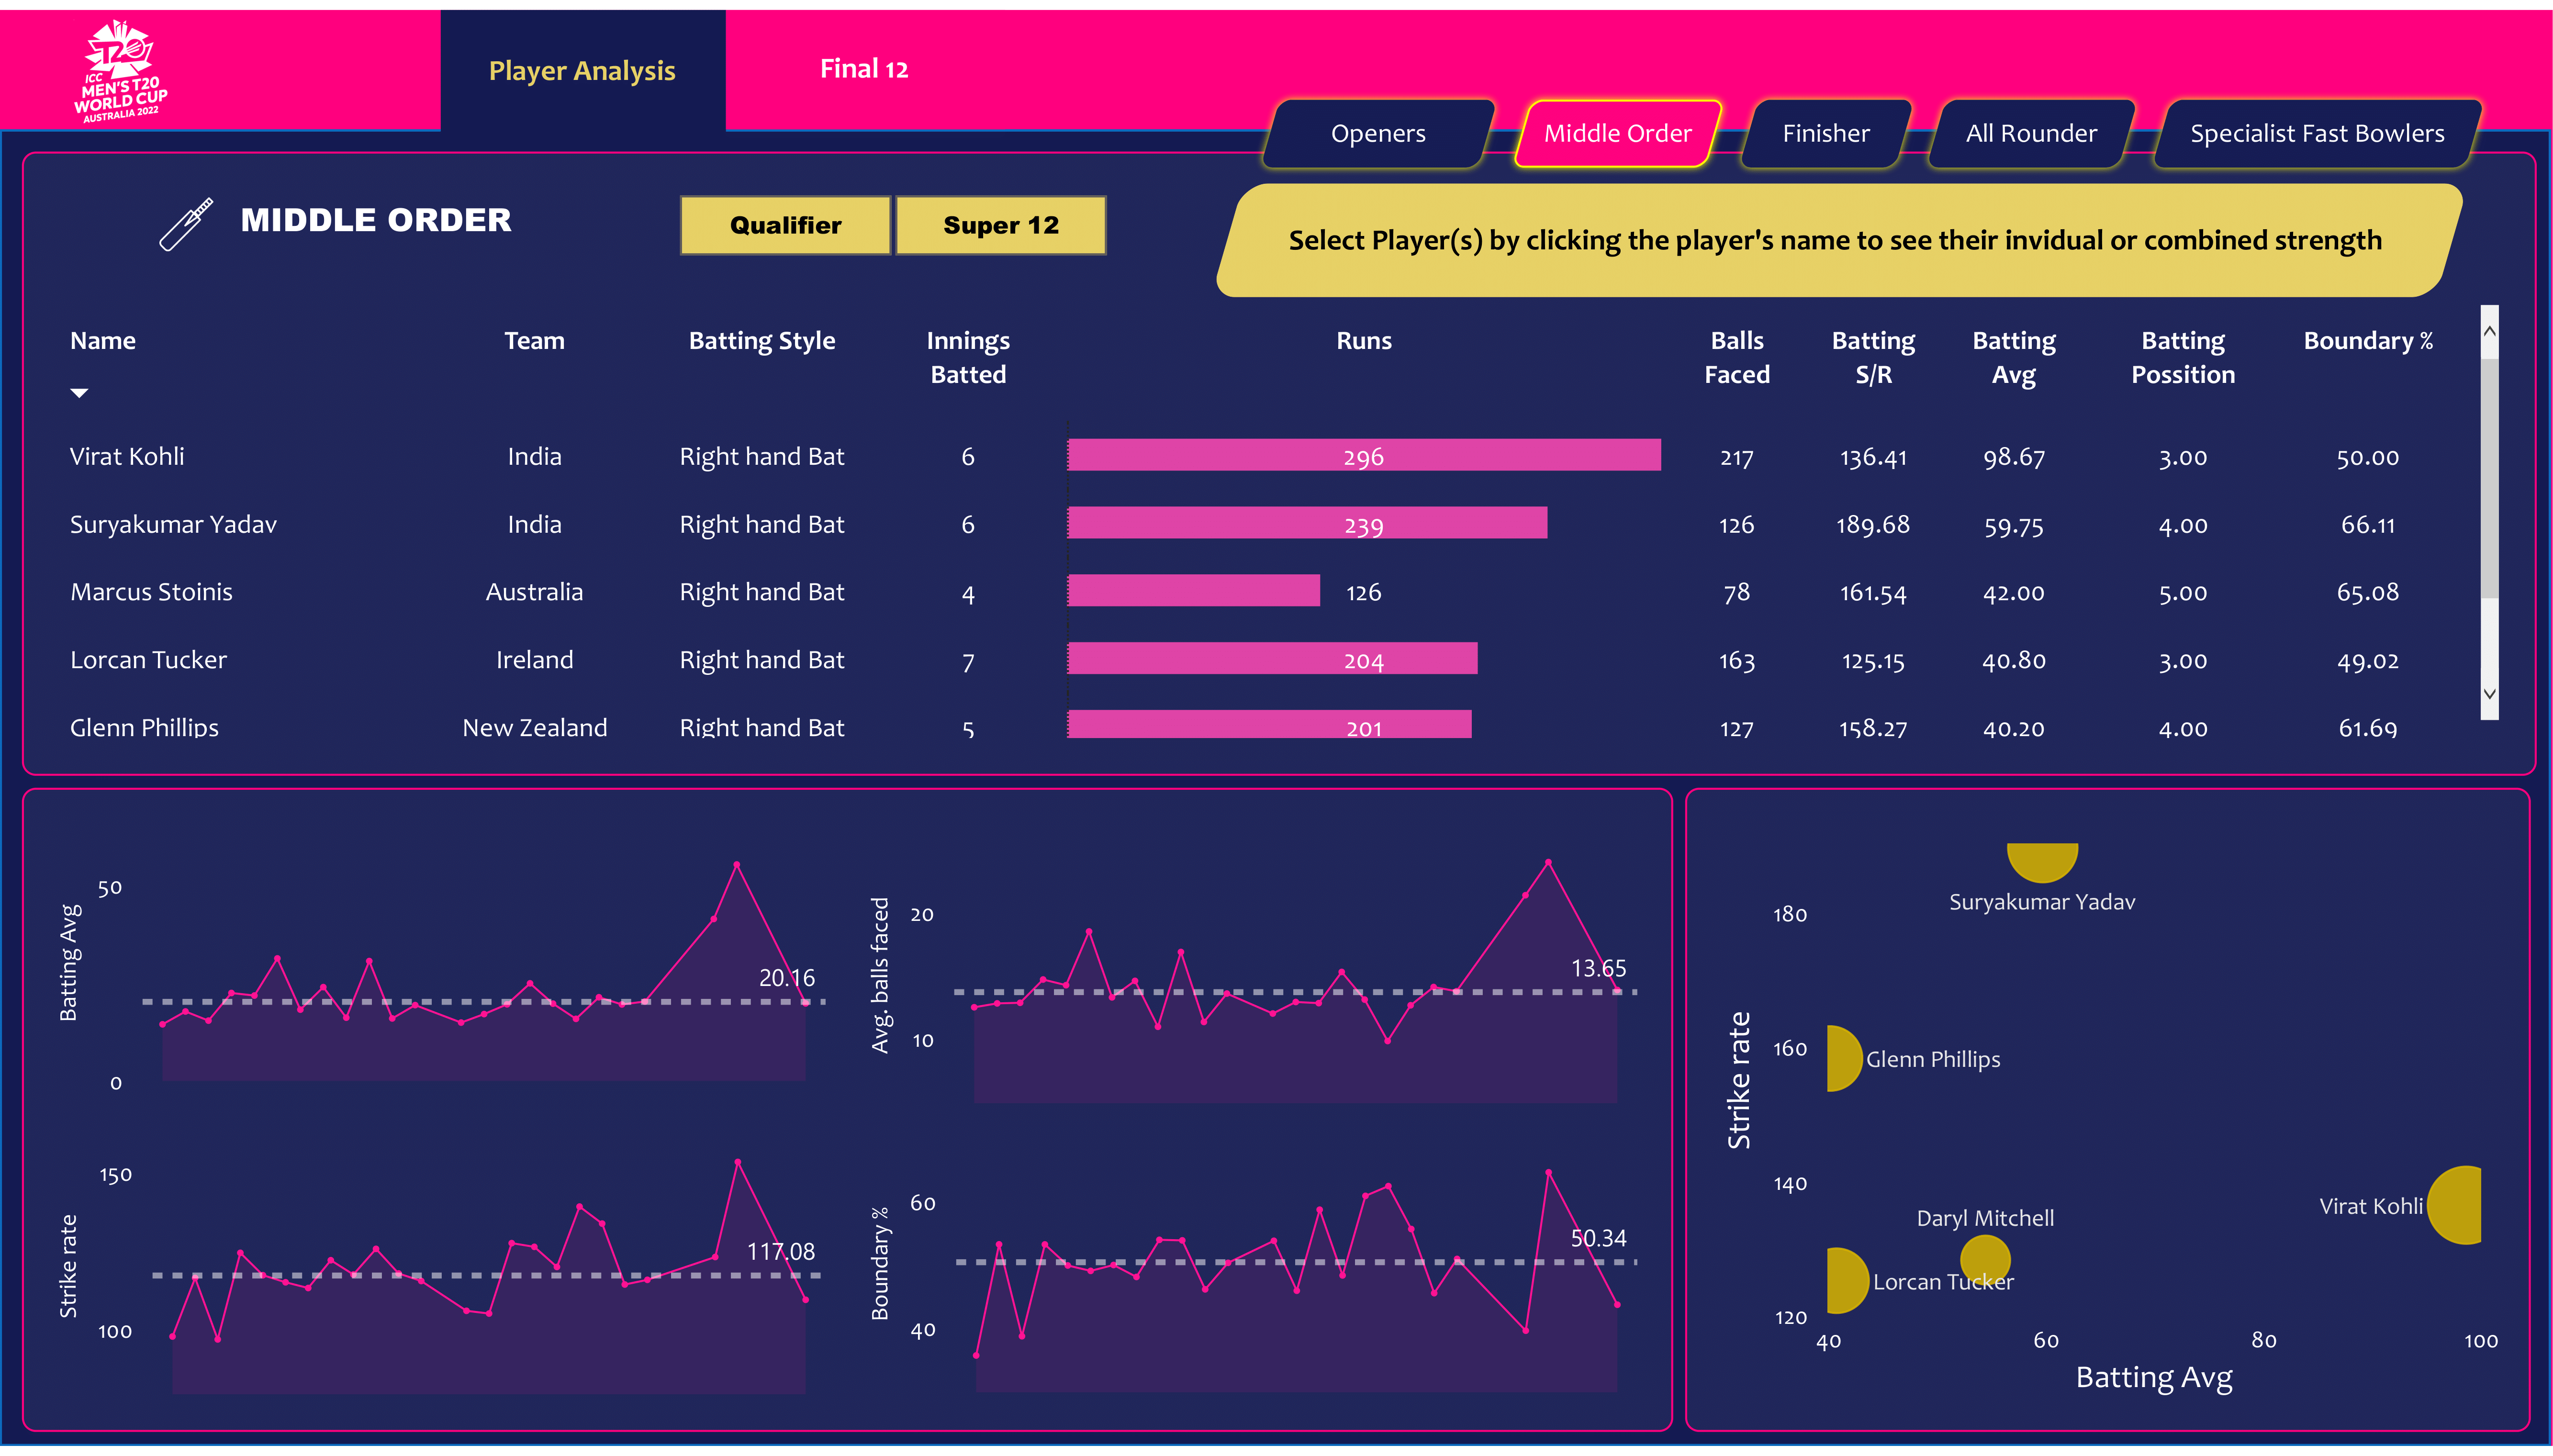 T20
ICC
MEN'S T20
WORLD CUP
AUSTRALIA 2022
Player Analysis
Final 12
Openers
Middle Order
Finisher
All Rounder
Specialist Fast Bowlers
MIDDLE ORDER
Qualifier
Super 12
Select Player(s) by clicking the player's name to see their invidual or combined strength
Name Team Batting Style Innings Batted Runs Balls Faced Batting S/R Batting Avg Batting Possition Boundary %
Virat Kohli India Right hand Bat 6 296 217 136.41 98.67 3.00 50.00
Suryakumar Yadav India Right hand Bat 6 239 126 189.68 59.75 4.00 66.11
Marcus Stoinis Australia Right hand Bat 4 126 78 161.54 42.00 5.00 65.08
Lorcan Tucker Ireland Right hand Bat 7 204 163 125.15 40.80 3.00 49.02
Glenn Phillips New Zealand Right hand Bat 5 201 127 158.27 40.20 4.00 61.69
Batting Avg
50
0
20.16
Avg. balls faced
20
10
13.65
Strike rate
150
100
117.08
Boundary %
60
40
50.34
Strike rate
180
160
140
120
Suryakumar Yadav
Glenn Phillips
Virat Kohli
Daryl Mitchell
Lorcan Tucker
40 60 80 100
Batting Avg